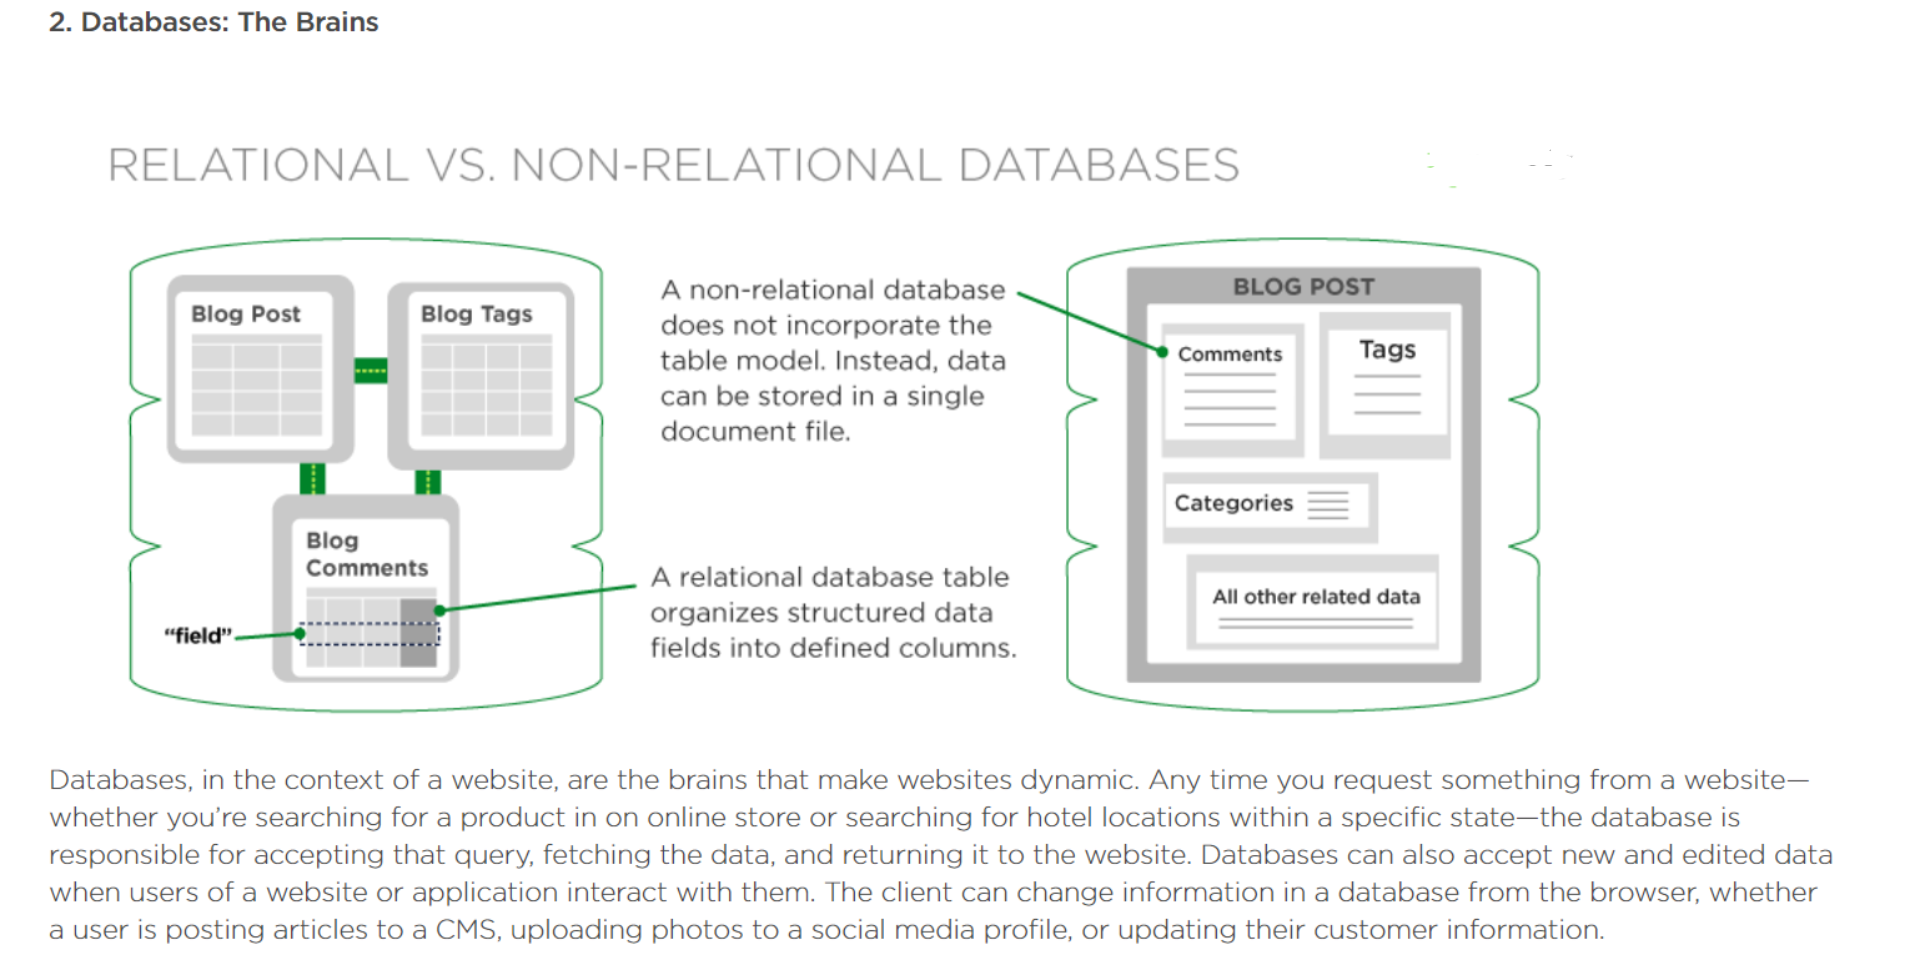 2. Databases: The Brains
RELATIONAL VS. NON-RELATIONAL DATABASES
Blog Post
Blog Tags
Blog
Comments
“field”
A non-relational database
does not incorporate the
table model. Instead, data
can be stored in a single
document file.
A relational database table
organizes structured data
fields into defined columns.
BLOG POST
Comments
Tags
Categories
All other related data
Databases, in the context of a website, are the brains that make websites dynamic. Any time you request something from a website—
whether you’re searching for a product in on online store or searching for hotel locations within a specific state—the database is
responsible for accepting that query, fetching the data, and returning it to the website. Databases can also accept new and edited data
when users of a website or application interact with them. The client can change information in a database from the browser, whether
a user is posting articles to a CMS, uploading photos to a social media profile, or updating their customer information.